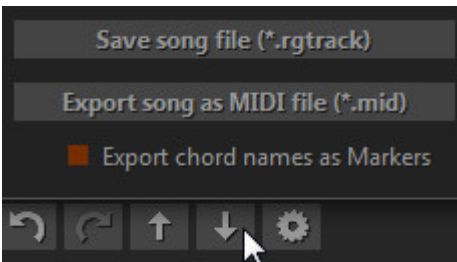 Save song file (*.rgtrack)
Export song as MIDI file (*.mid)
Export chord names as Markers